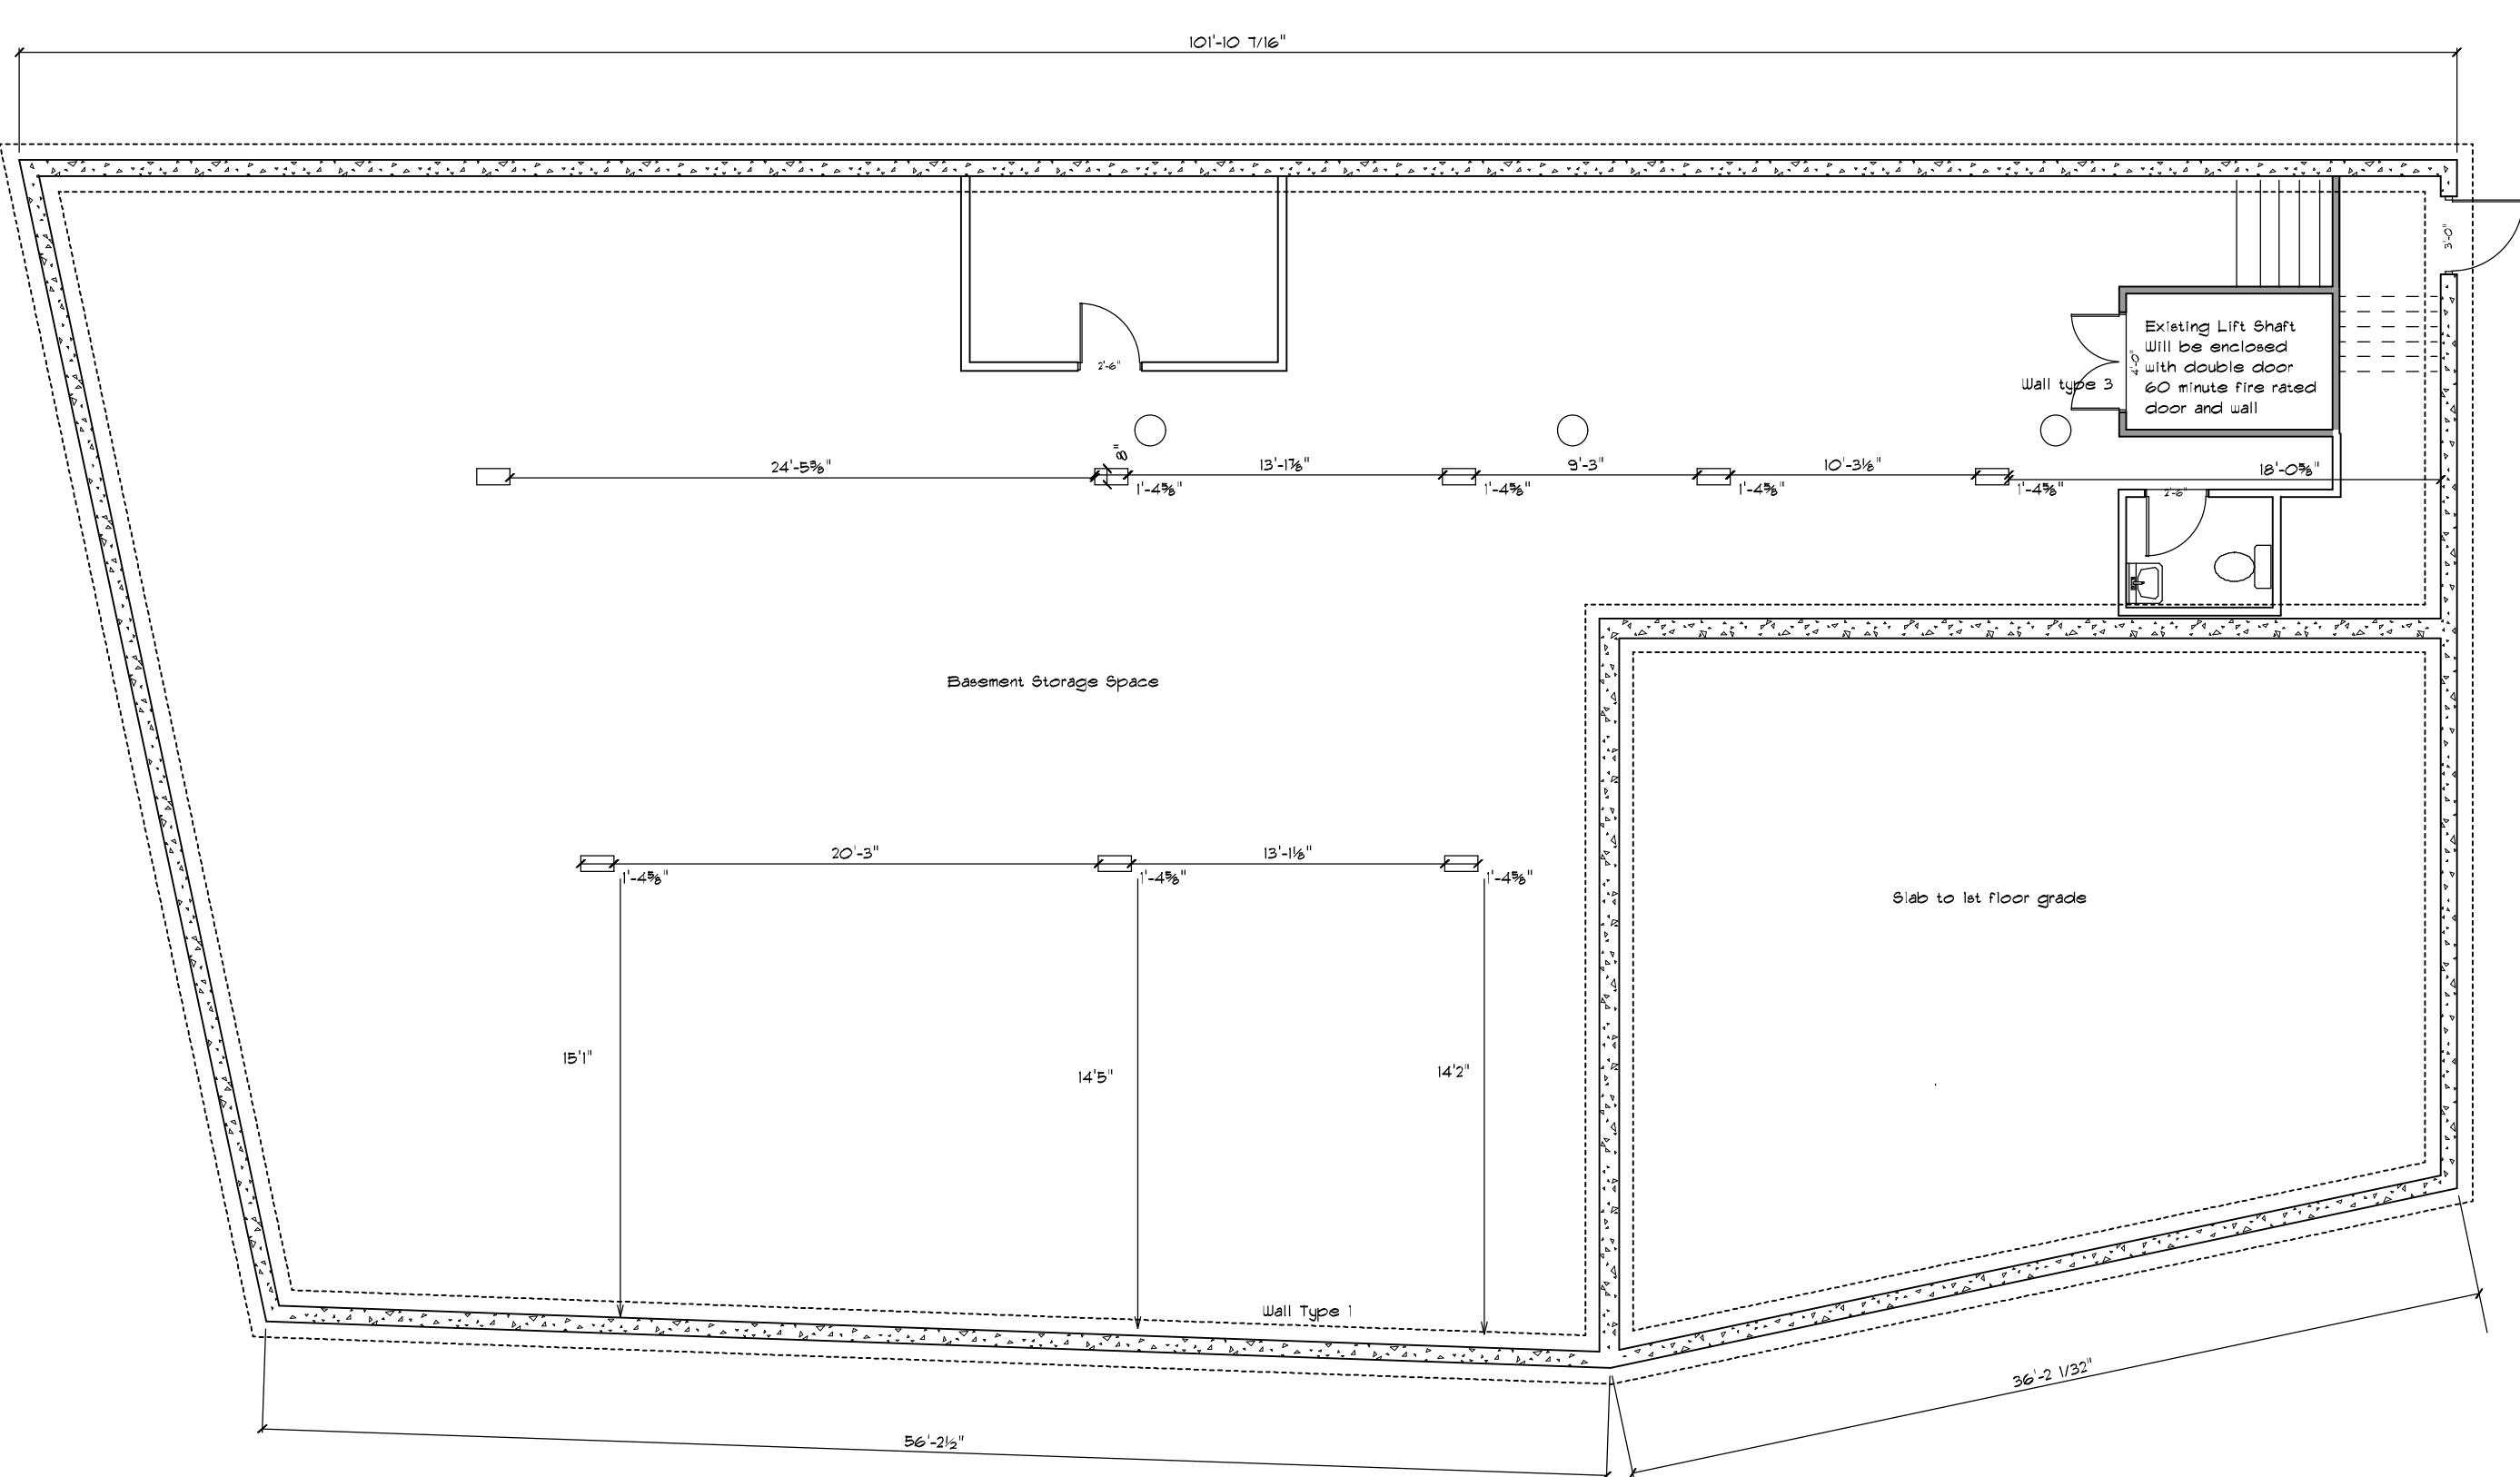 101'-10 7/16"
3'-0"
Existing Lift Shaft
Will be enclosed
with double door
60 minute fire rated
door and wall
4'-0"
Wall type 3
2'-6"
8"
24'-5⅝"
13'-1⅞"
9'-3"
10'-3⅛"
18'-0⅝"
1'-4⅝"
1'-4⅝"
1'-4⅝"
1'-4⅝"
2'-6"
Basement Storage Space
20'-3"
13'-1⅛"
1'-4⅝"
1'-4⅝"
1'-4⅝"
Slab to 1st floor grade
15'1"
14'5"
14'2"
Wall Type 1
36'-2 1/32"
56'-2½"